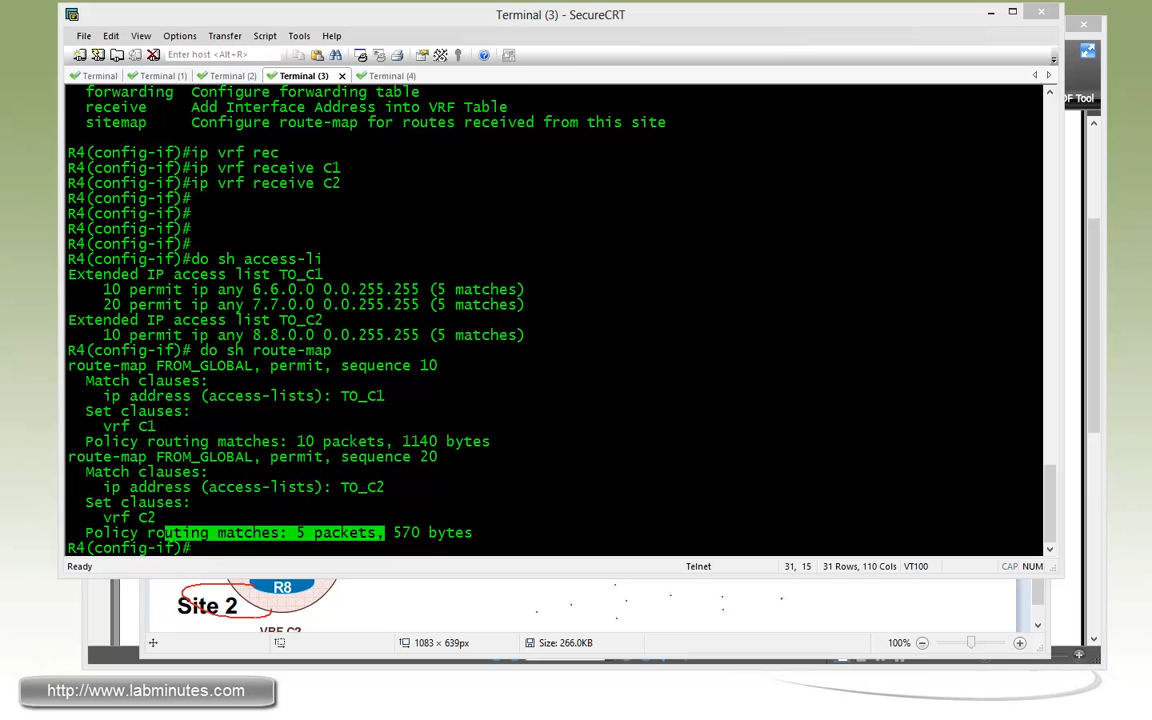 Terminal (3) - SecureCRT
File Edit View Options Transfer Script Tools Help
Enter host <Alt+R>
Terminal Terminal (1) Terminal (2) Terminal (3) Terminal (4)
DF Tool
forwarding Configure forwarding table
receive Add Interface Address into VRF Table
sitemap Configure route-map for routes received from this site
R4(config-if)#ip vrf rec
R4(config-if)#ip vrf receive C1
R4(config-if)#ip vrf receive C2
R4(config-if)#
R4(config-if)#
R4(config-if)#
R4(config-if)#
R4(config-if)#do sh access-li
Extended IP access list TO_C1
10 permit ip any 6.6.0.0 0.0.255.255 (5 matches)
20 permit ip any 7.7.0.0 0.0.255.255 (5 matches)
Extended IP access list TO_C2
10 permit ip any 8.8.0.0 0.0.255.255 (5 matches)
R4(config-if)# do sh route-map
route-map FROM_GLOBAL, permit, sequence 10
Match clauses:
ip address (access-lists): TO_C1
Set clauses:
vrf C1
Policy routing matches: 10 packets, 1140 bytes
route-map FROM_GLOBAL, permit, sequence 20
Match clauses:
ip address (access-lists): TO_C2
Set clauses:
vrf C2
Policy routing matches: 5 packets, 570 bytes
R4(config-if)#
Ready Telnet 31, 15 31 Rows, 110 Cols VT100 CAP NUM
R8
Site 2
VRF C2
1083 × 639px Size: 266.0KB 100%
http://www.labminutes.com